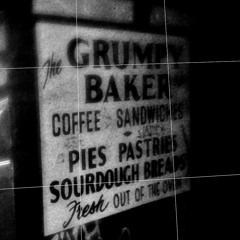 The GRUMPY
BAKER
COFFEE SANDWICHES
PIES PASTRIES
SOURDOUGH BREADS
Fresh OUT OF THE OVEN